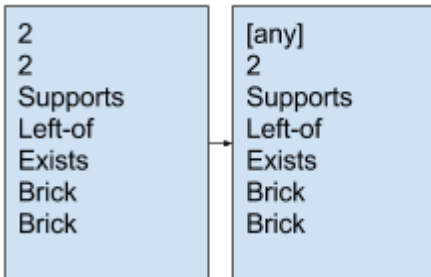 2
2
Supports
Left-of
Exists
Brick
Brick
[any]
2
Supports
Left-of
Exists
Brick
Brick